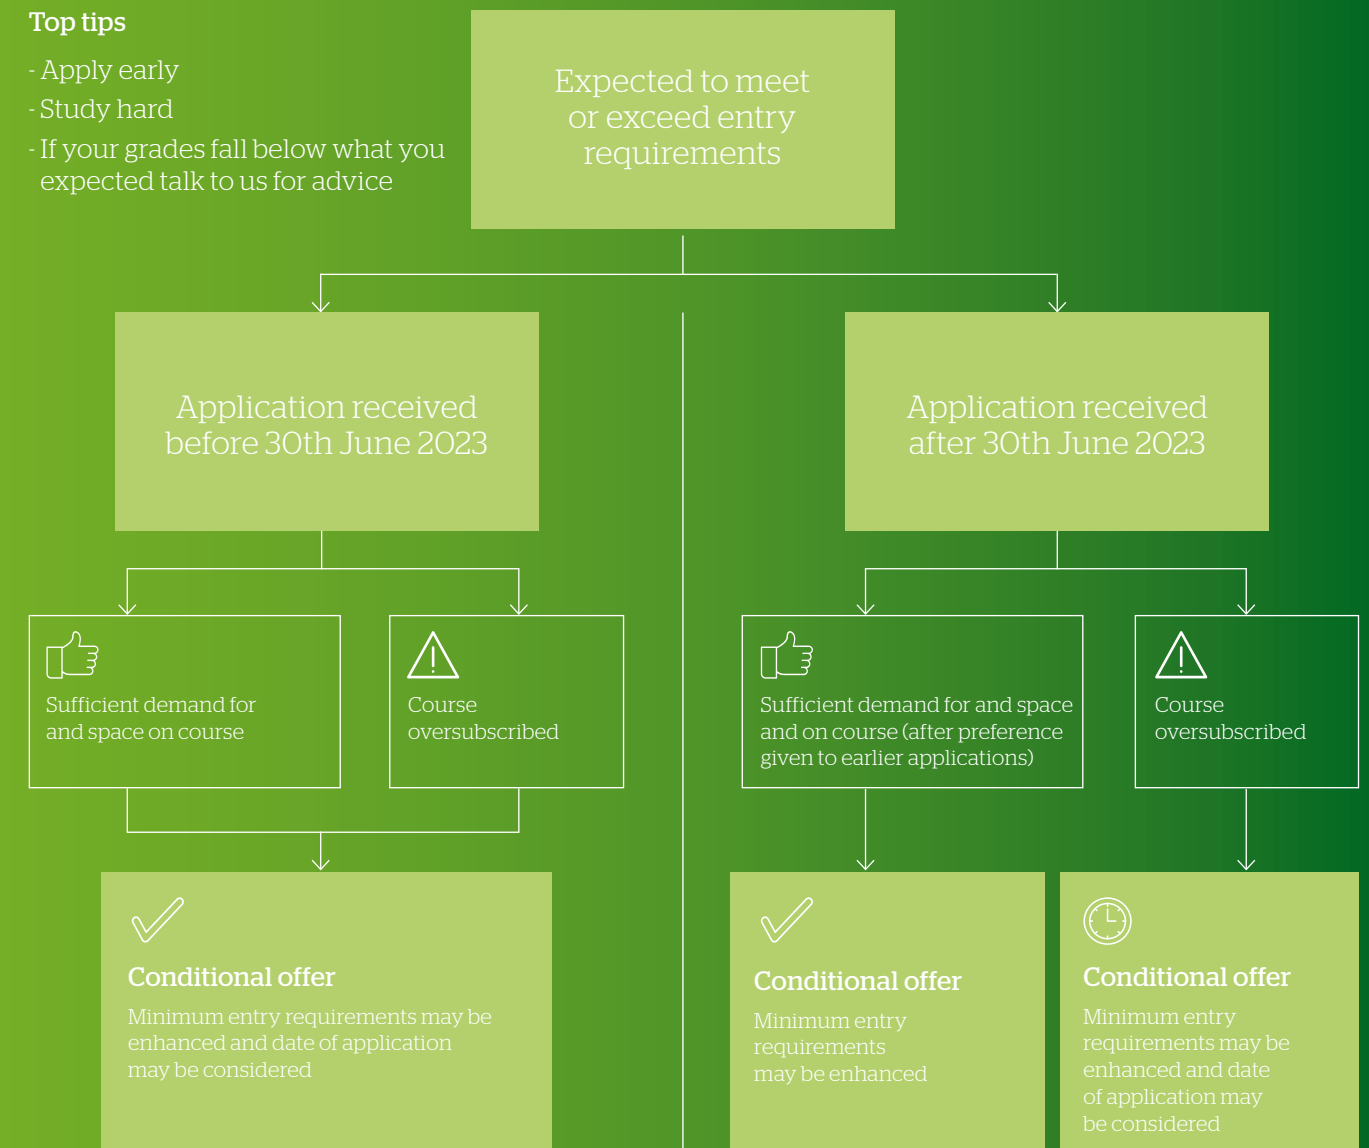 Top tips
- Apply early
- Study hard
- If your grades fall below what you
expected talk to us for advice
Expected to meet
or exceed entry
requirements
Application received
before 30th June 2023
Application received
after 30th June 2023
Sufficient demand for
and space on course
Course
oversubscribed
Sufficient demand for and space
and on course (after preference
given to earlier applications)
Course
oversubscribed
Conditional offer
Minimum entry requirements may be
enhanced and date of application
may be considered
Conditional offer
Minimum entry
requirements
may be enhanced
Conditional offer
Minimum entry
requirements may be
enhanced and date
of application may
be considered